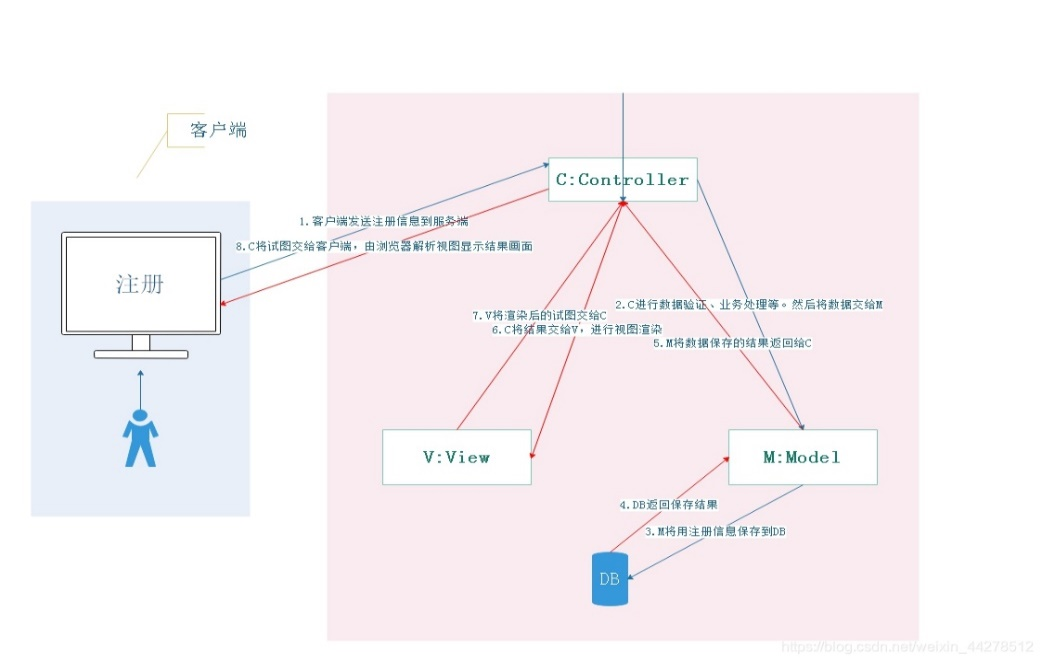 客户端
C:Controller
1.客户端发送注册信息到服务端
8.C将试图交给客户端，由浏览器解析视图显示结果画面
注册
2.C进行数据验证、业务处理等。然后将数据交给M
7.V将渲染后的试图交给C
6.C将结果交给V，进行视图渲染
5.M将数据保存的结果返回给C
V:View
M:Model
4.DB返回保存结果
3.M将用注册信息保存到DB
DB
https://blog.csdn.net/weixin_44278512